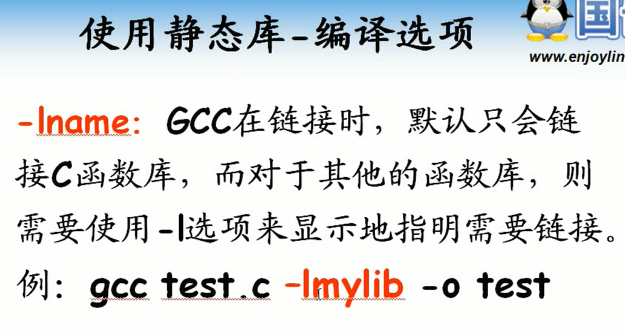 使用静态库-编译选项
www.enjoylin
-lname：GCC在链接时，默认只会链
接C函数库，而对于其他的函数库，则
需要使用-l选项来显示地指明需要链接。
例：gcc test.c -lmylib -o test